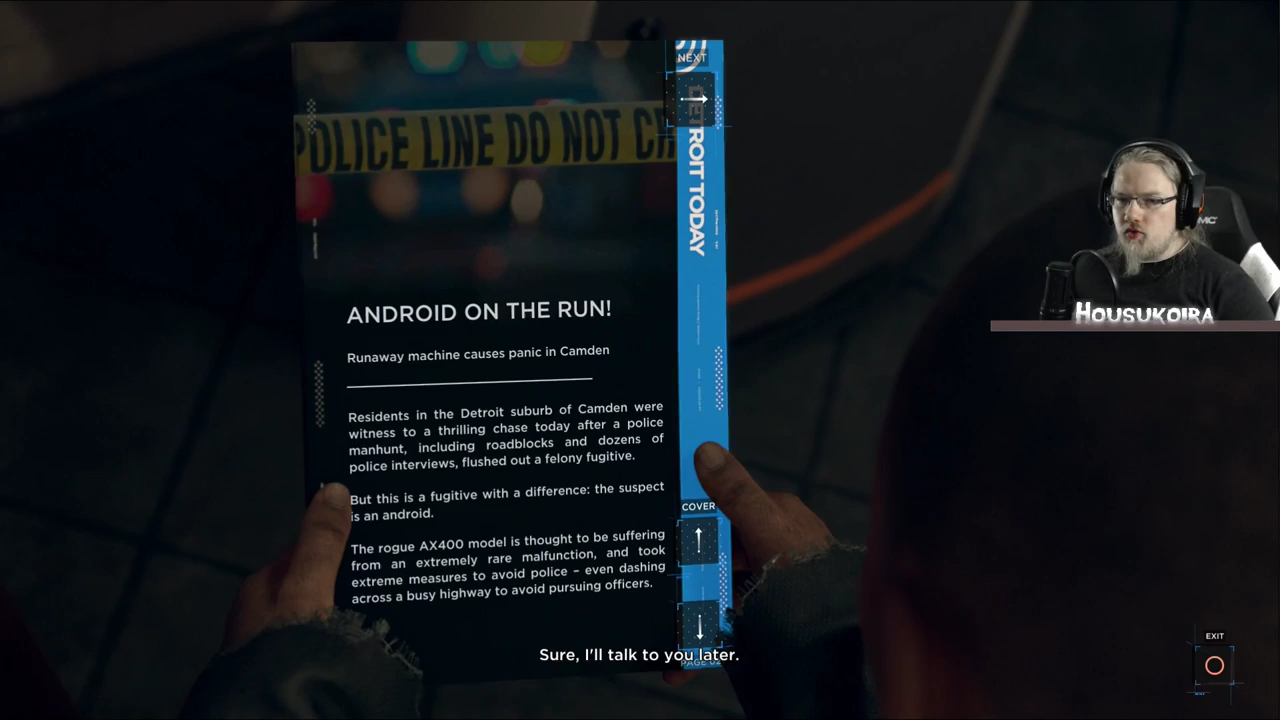 NEXT
POLICE LINE DO NOT CR
DETROIT TODAY
ANDROID ON THE RUN!
Runaway machine causes panic in Camden
Residents in the Detroit suburb of Camden were
witness to a thrilling chase today after a police
manhunt, including roadblocks and dozens of
police interviews, flushed out a felony fugitive.
But this is a fugitive with a difference: the suspect
is an android.
The rogue AX400 model is thought to be suffering
from an extremely rare malfunction, and took
extreme measures to avoid police – even dashing
across a busy highway to avoid pursuing officers.
COVER
PAGE 02
Sure, I'll talk to you later.
HOUSUKOIRA
EXIT